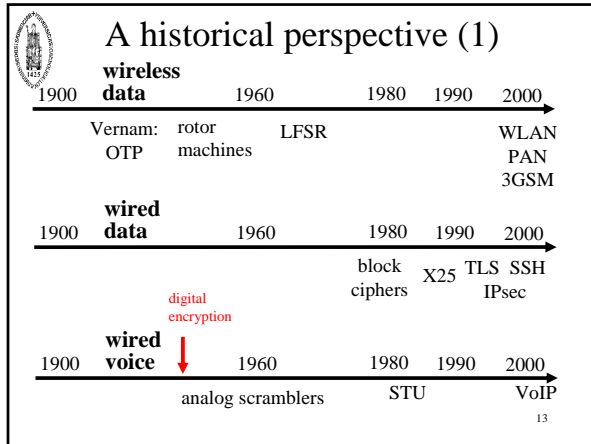 A historical perspective (1)
1425
wireless
data
1900 1960 1980 1990 2000
Vernam:
OTP
rotor
machines
LFSR
WLAN
PAN
3GSM
wired
data
1900 1960 1980 1990 2000
block
ciphers
X25
TLS SSH
IPsec
digital
encryption
wired
voice
1900 1960 1980 1990 2000
analog scramblers
STU
VoIP
13